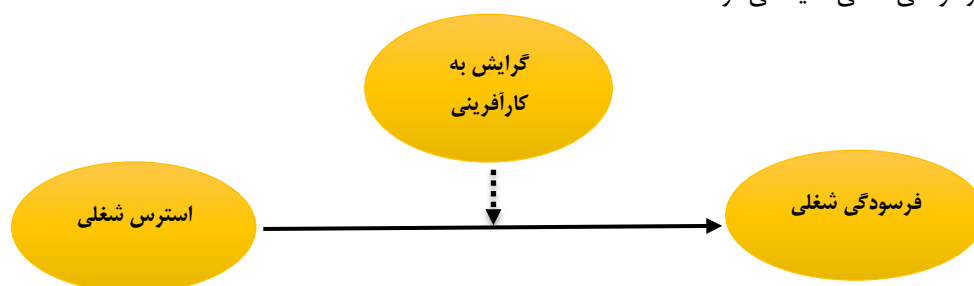 گرایش به
کارآفرینی
استرس شغلی
فرسودگی شغلی